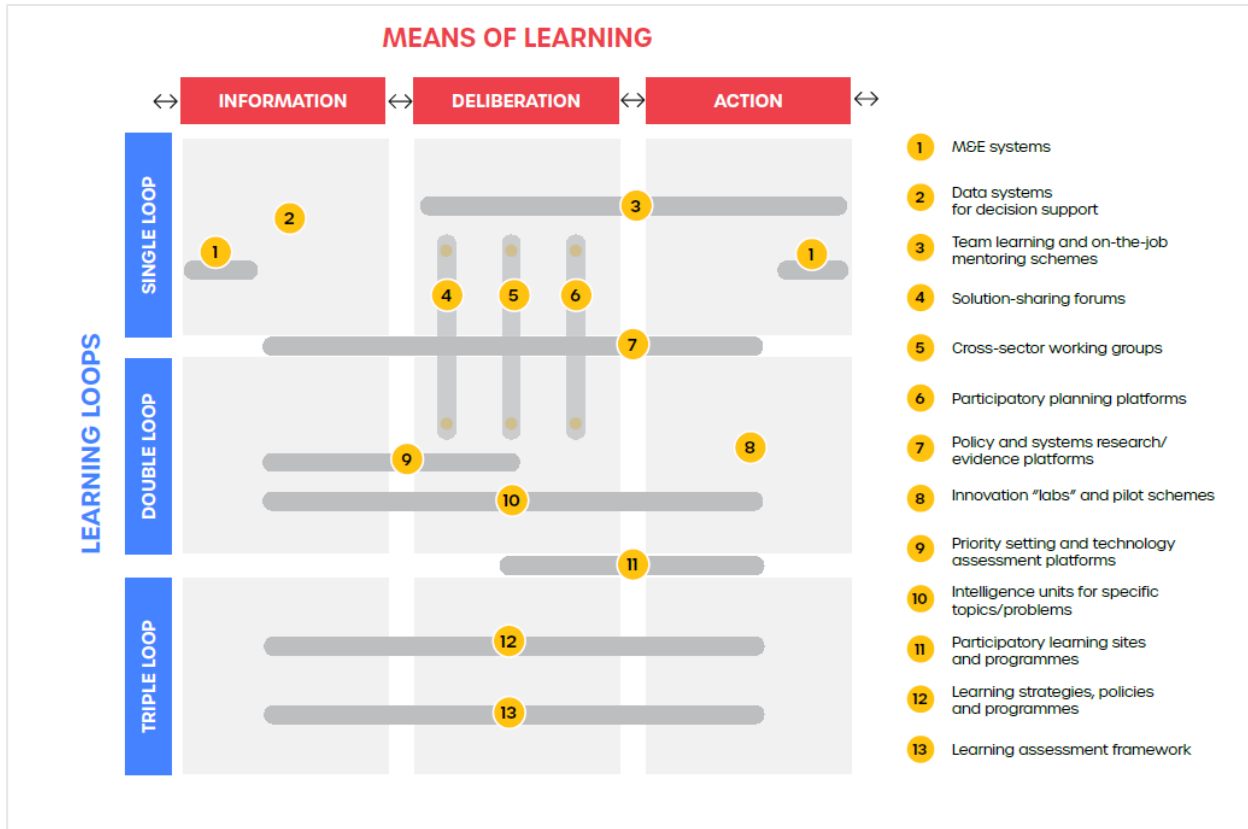 MEANS OF LEARNING
INFORMATION
DELIBERATION
ACTION
LEARNING LOOPS
SINGLE LOOP
DOUBLE LOOP
TRIPLE LOOP
1
2
3
1
4
5
6
7
8
9
10
11
12
13
1 M&E systems
2 Data systems
for decision support
3 Team learning and on-the-job
mentoring schemes
4 Solution-sharing forums
5 Cross-sector working groups
6 Participatory planning platforms
7 Policy and systems research/
evidence platforms
8 Innovation "labs" and pilot schemes
9 Priority setting and technology
assessment platforms
10 Intelligence units for specific
topics/problems
11 Participatory learning sites
and programmes
12 Learning strategies, policies
and programmes
13 Learning assessment framework